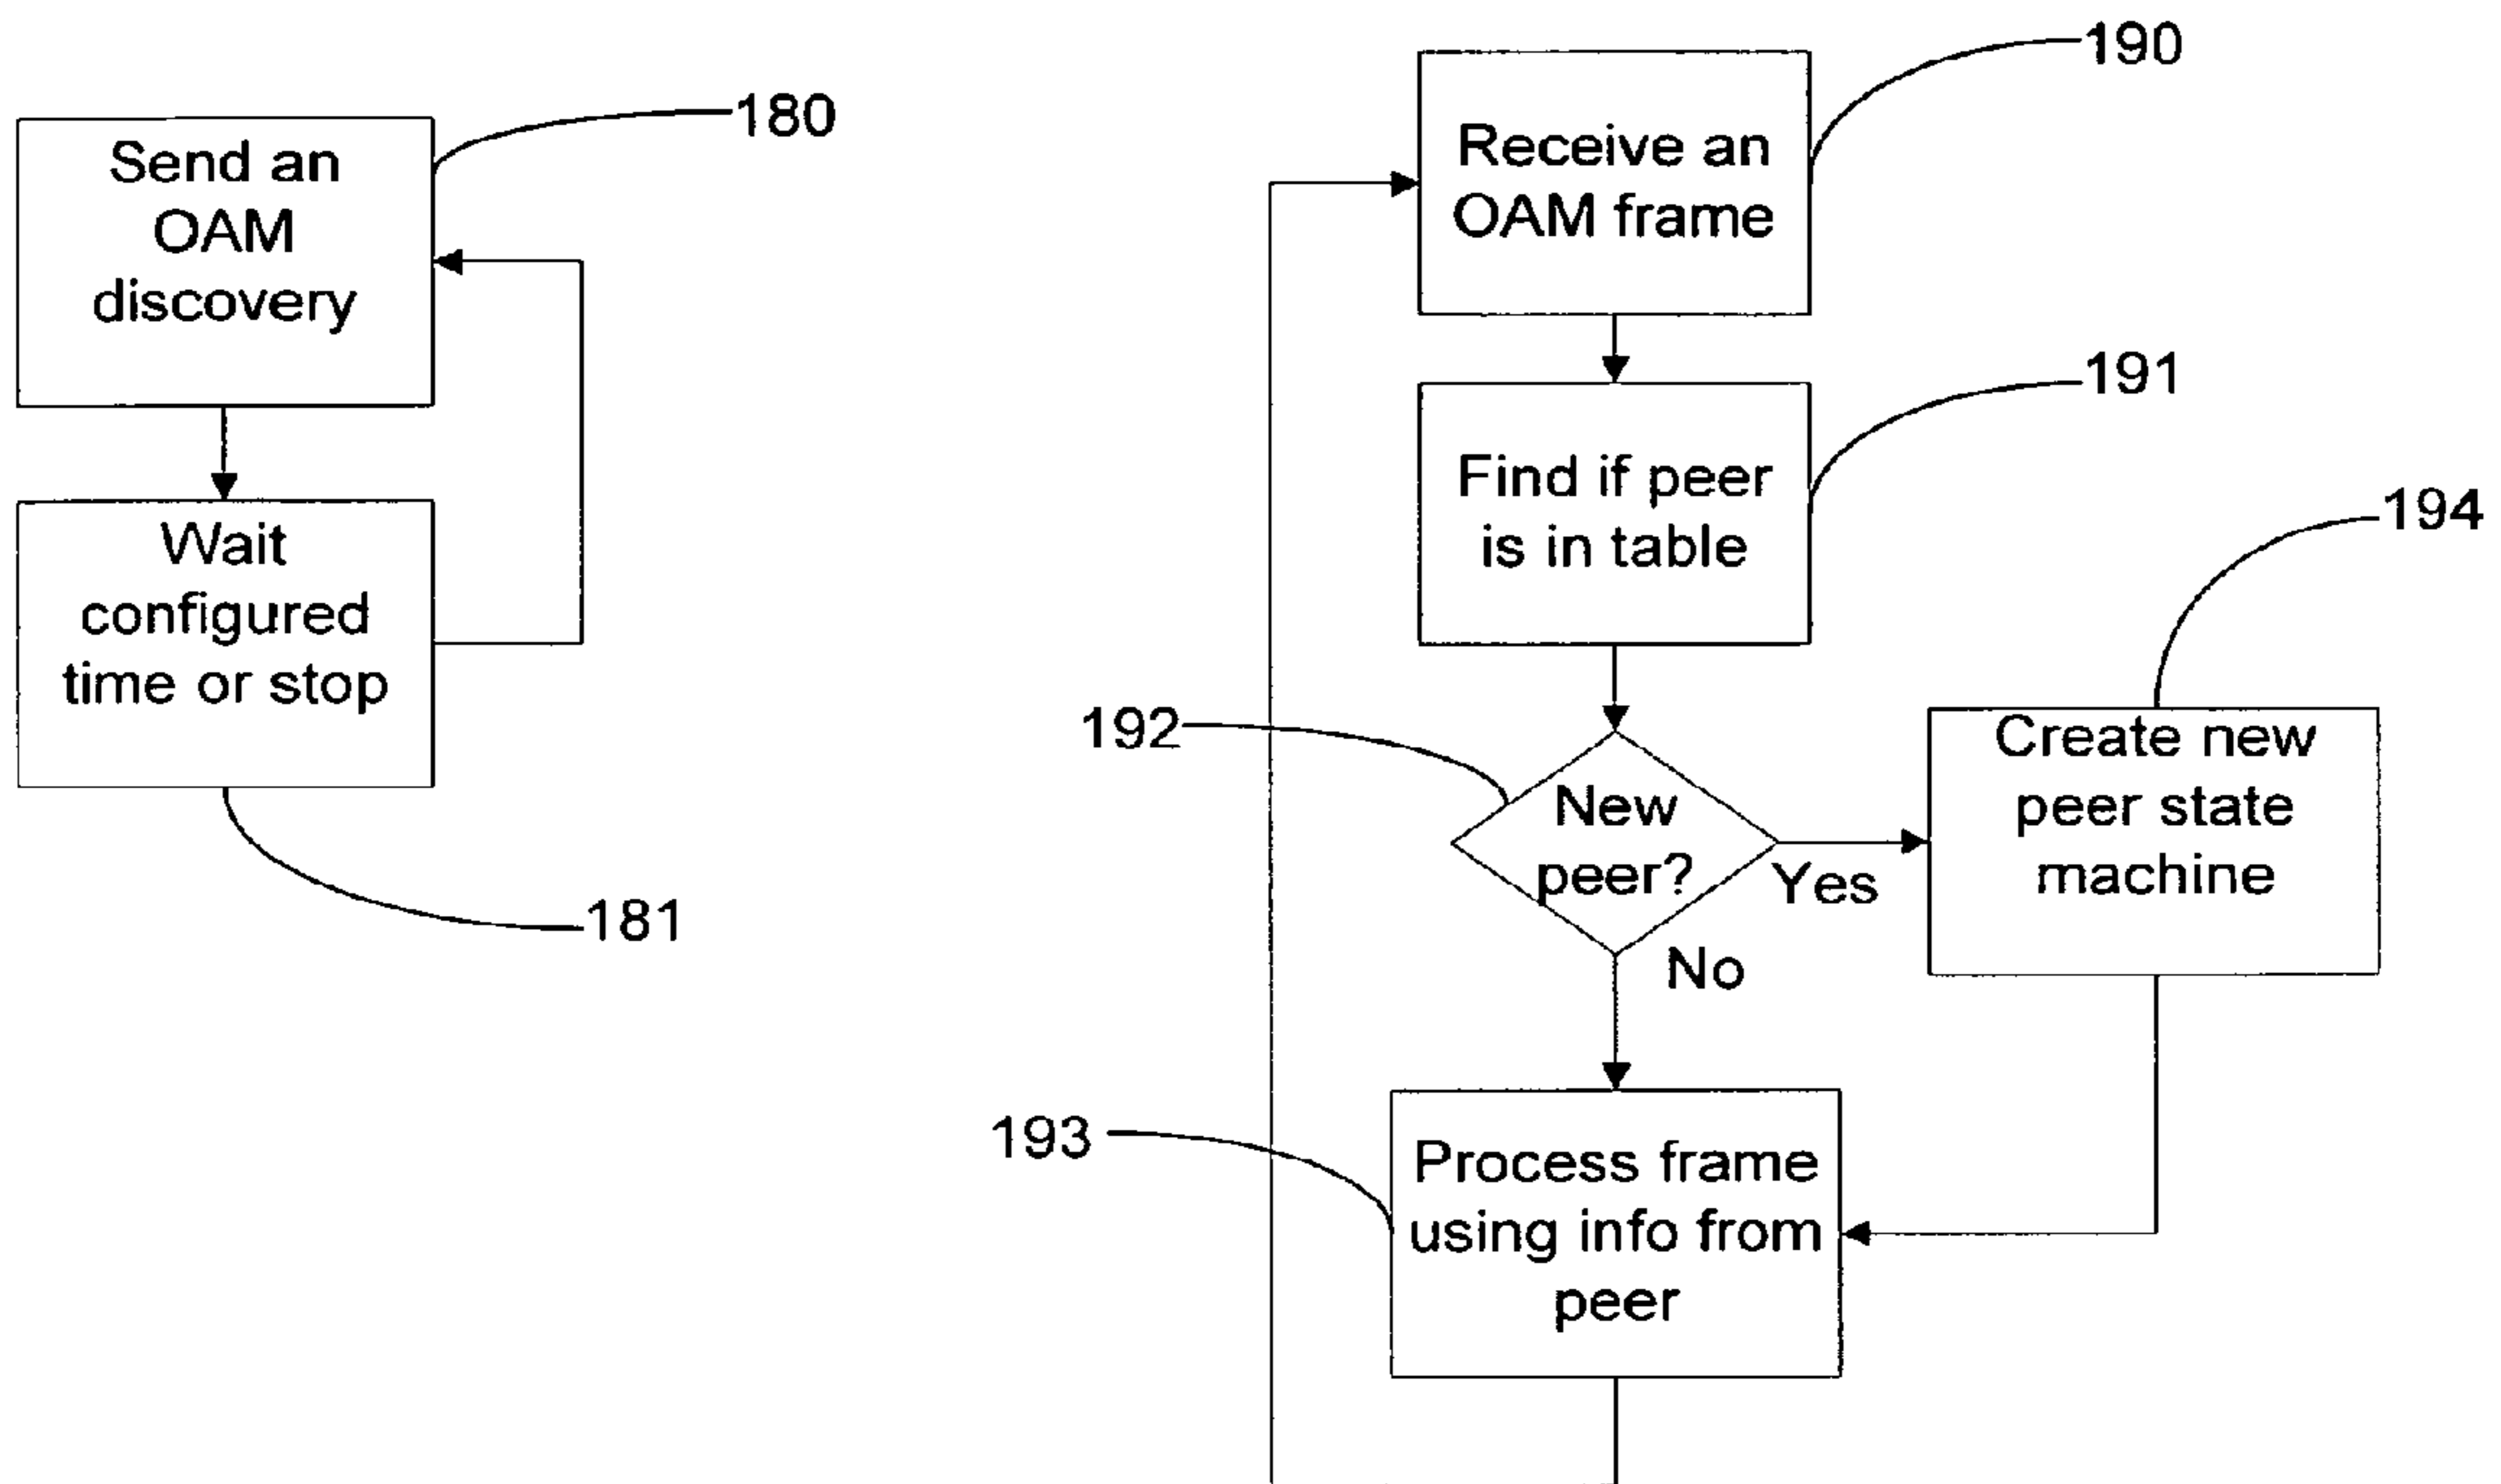 180
Send an
OAM
discovery
Wait
configured
time or stop
181
190
Receive an
OAM frame
191
Find if peer
is in table
192
New
peer?
Yes
No
194
Create new
peer state
machine
193
Process frame
using info from
peer